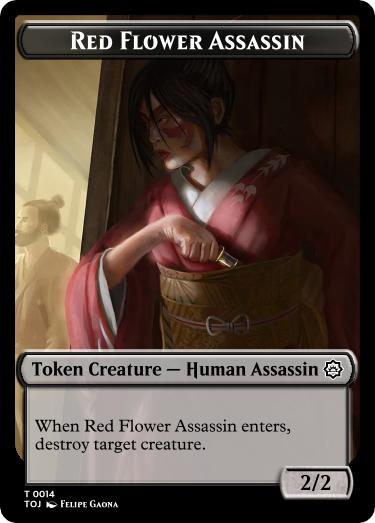 Red Flower Assassin
Token Creature — Human Assassin
When Red Flower Assassin enters,
destroy target creature.
2/2
T 0014
TOJ Felipe Gaona